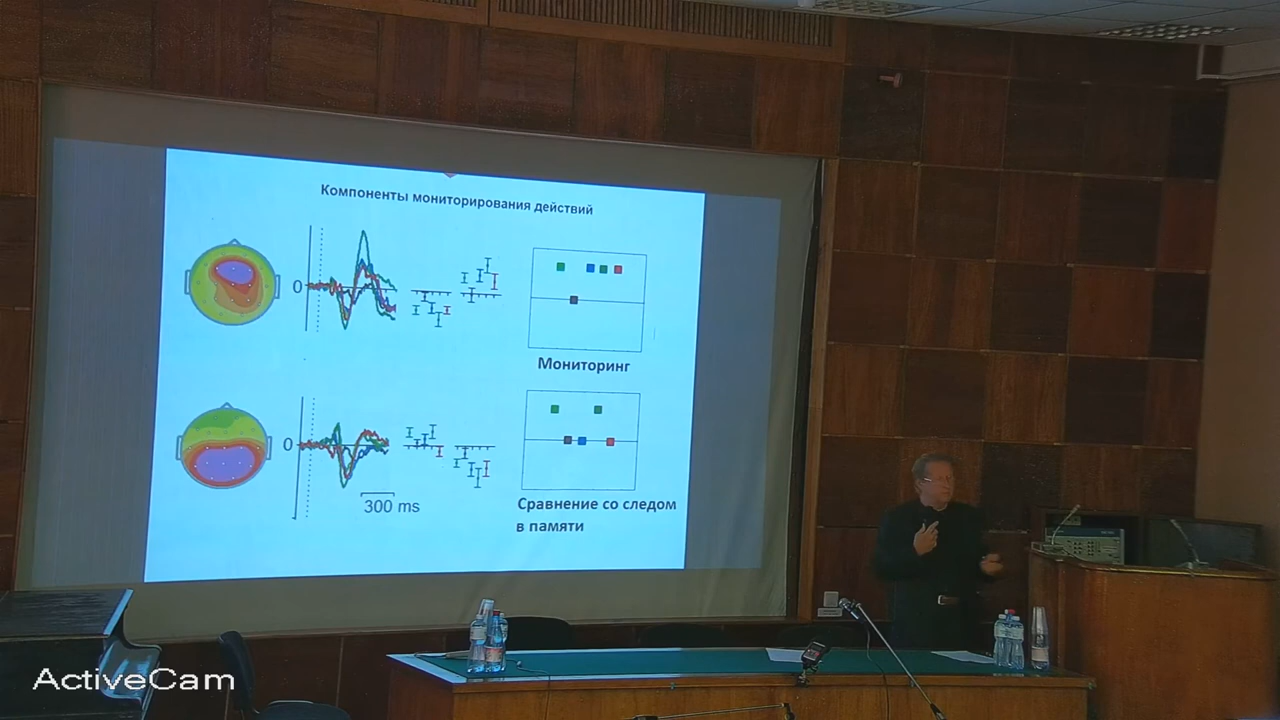 Компоненты мониторирования действий
0
Мониторинг
0
300 ms
Сравнение со следом
в памяти
ActiveCam